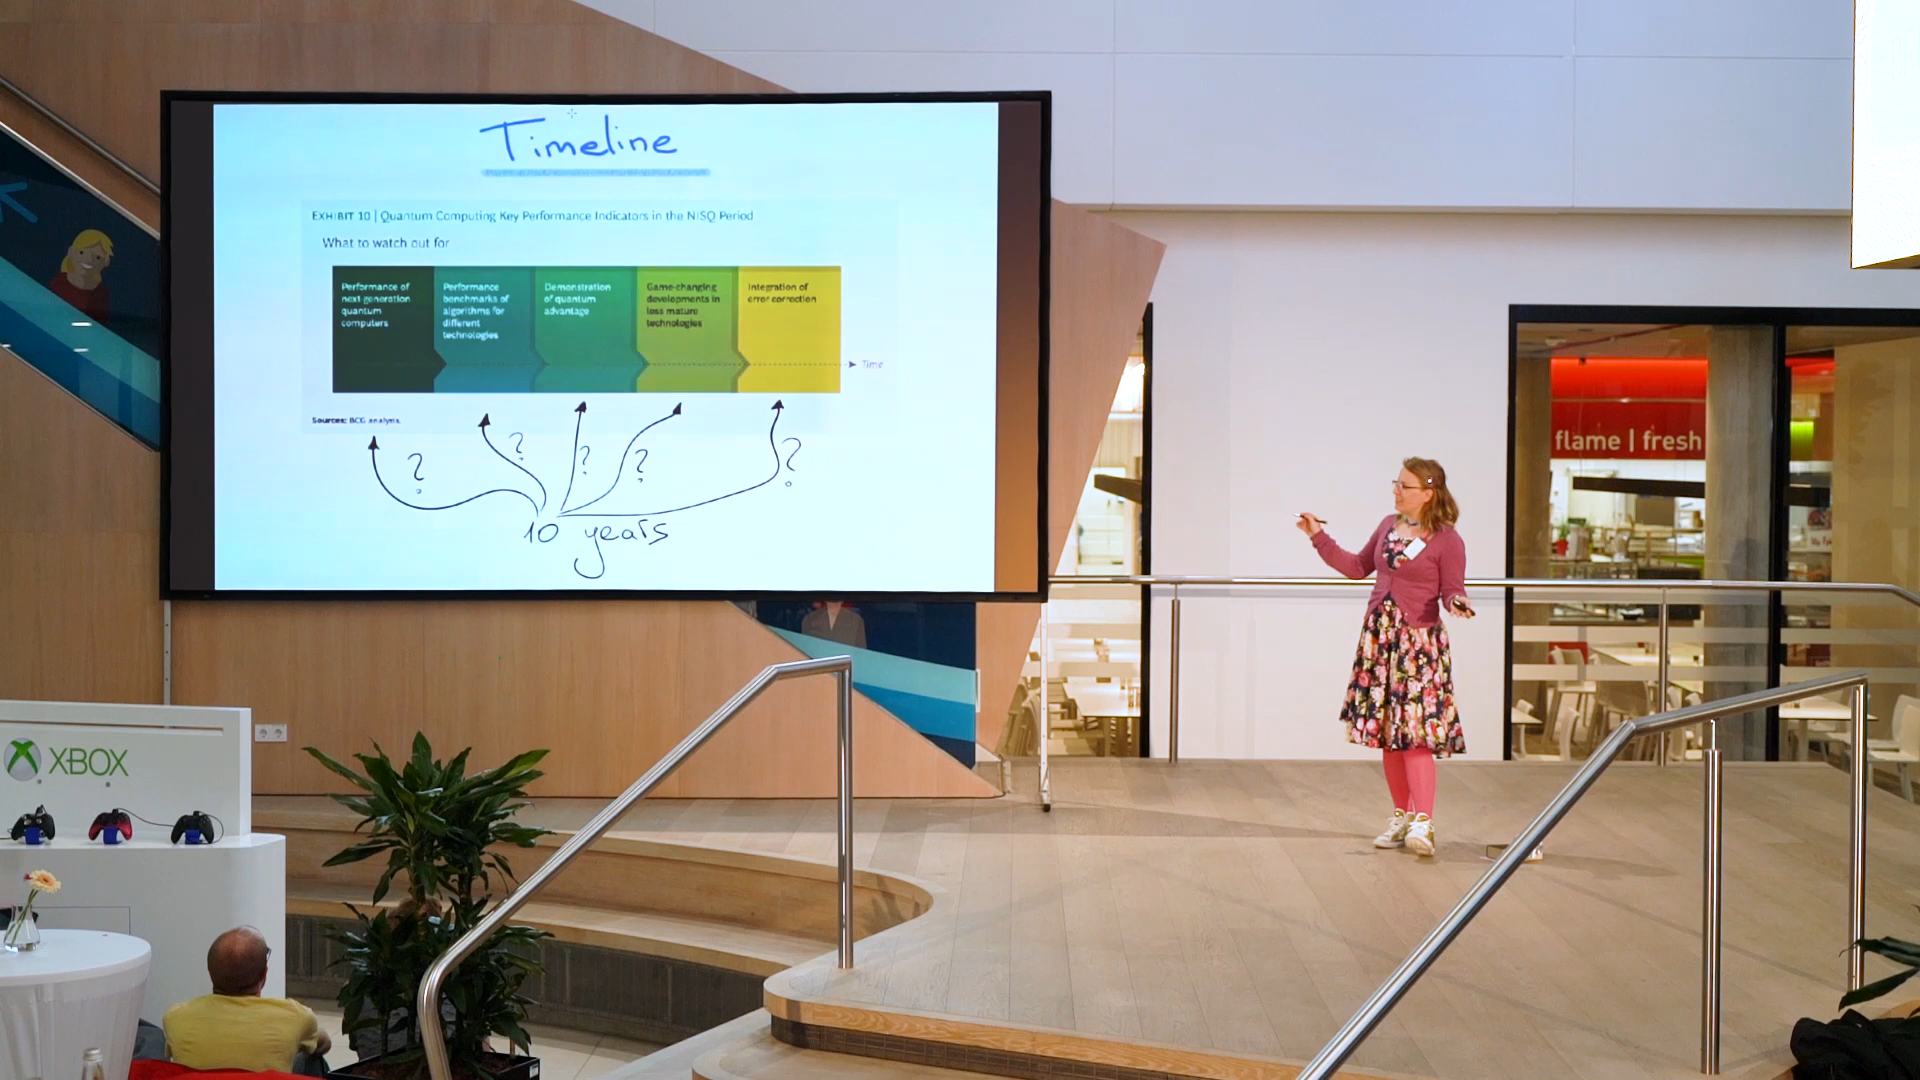 Timeline
EXHIBIT 10 | Quantum Computing Key Performance Indicators in the NISQ Period
What to watch out for
Performance of
next generation
quantum
computers
Performance
benchmarks of
algorithms for
different
technologies
Demonstration
of quantum
advantage
Game-changing
developments in
less mature
technologies
Integration of
error correction
Time
Sources: BCG analysis.
? ? ? ? ?
10 years
flame | fresh
XBOX